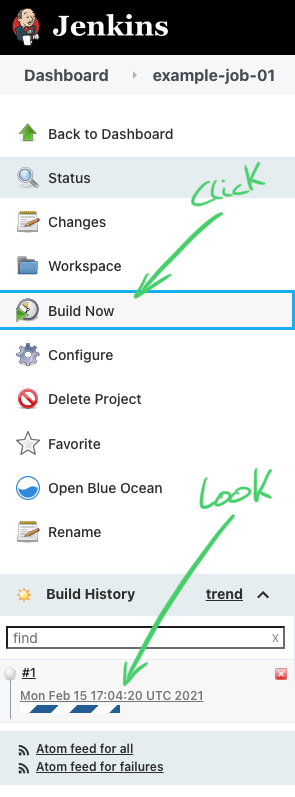 Jenkins
Dashboard example-job-01
Back to Dashboard
Status
Click
Changes
Workspace
Build Now
Configure
Delete Project
Favorite
Open Blue Ocean
Look
Rename
Build History trend
find x
#1
Mon Feb 15 17:04:20 UTC 2021
Atom feed for all
Atom feed for failures